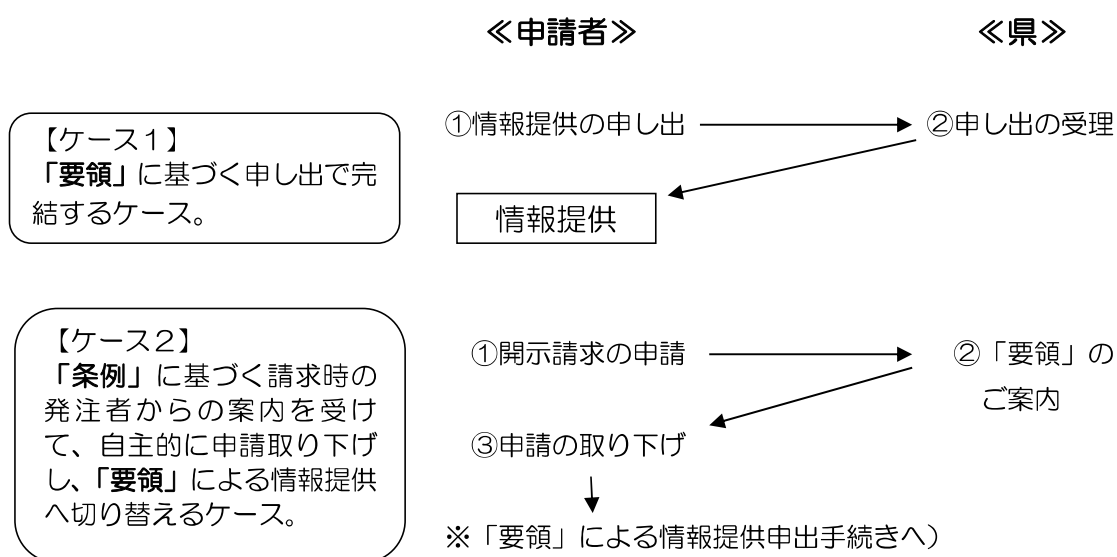 ≪申請者≫
≪県≫
【ケース1】
「要領」に基づく申し出で完
結するケース。
①情報提供の申し出
②申し出の受理
情報提供
【ケース2】
「条例」に基づく請求時の
発注者からの案内を受け
て、自主的に申請取り下げ
し、「要領」による情報提供
へ切り替えるケース。
①開示請求の申請
②「要領」の
ご案内
③申請の取り下げ
※「要領」による情報提供申出手続きへ）